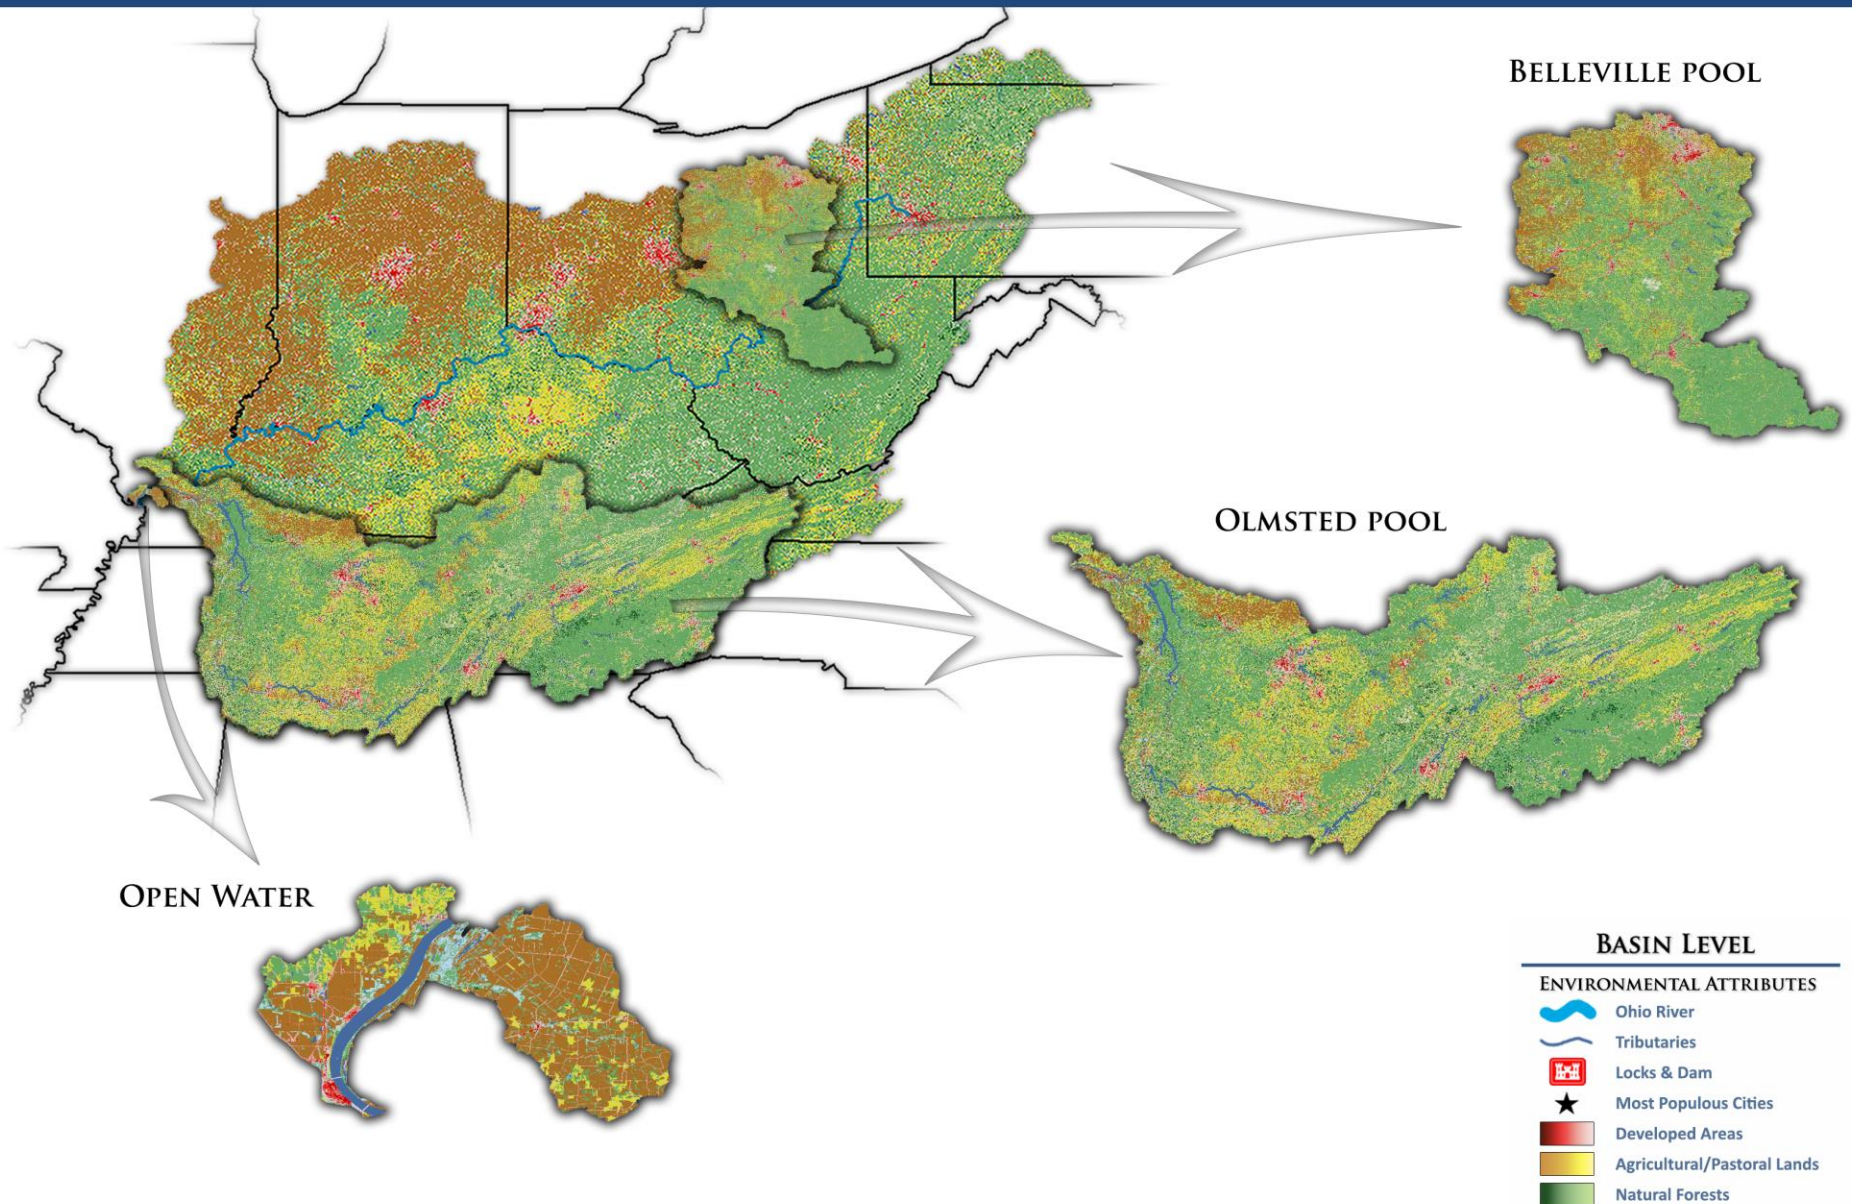 BELLEVILLE POOL
OLMSTED POOL
OPEN WATER
BASIN LEVEL
ENVIRONMENTAL ATTRIBUTES
Ohio River
Tributaries
Locks & Dam
Most Populous Cities
Developed Areas
Agricultural/Pastoral Lands
Natural Forests